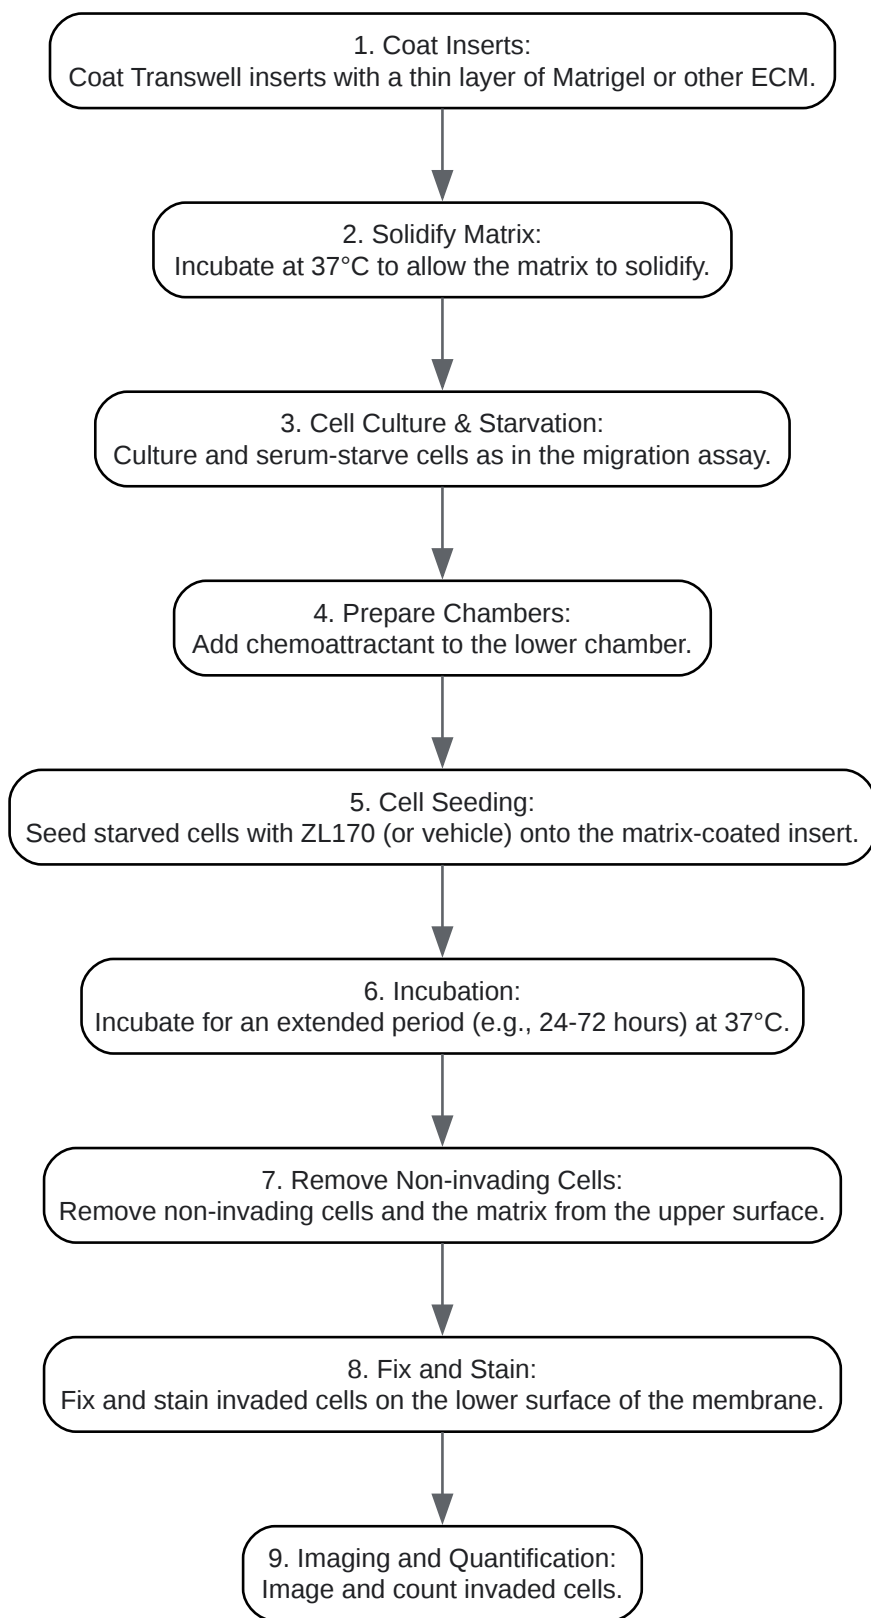 1. Coat Inserts:
Coat Transwell inserts with a thin layer of Matrigel or other ECM.
2. Solidify Matrix:
Incubate at 37°C to allow the matrix to solidify.
3. Cell Culture & Starvation:
Culture and serum-starve cells as in the migration assay.
4. Prepare Chambers:
Add chemoattractant to the lower chamber.
5. Cell Seeding:
Seed starved cells with ZL170 (or vehicle) onto the matrix-coated insert.
6. Incubation:
Incubate for an extended period (e.g., 24-72 hours) at 37°C.
7. Remove Non-invading Cells:
Remove non-invading cells and the matrix from the upper surface.
8. Fix and Stain:
Fix and stain invaded cells on the lower surface of the membrane.
9. Imaging and Quantification:
Image and count invaded cells.